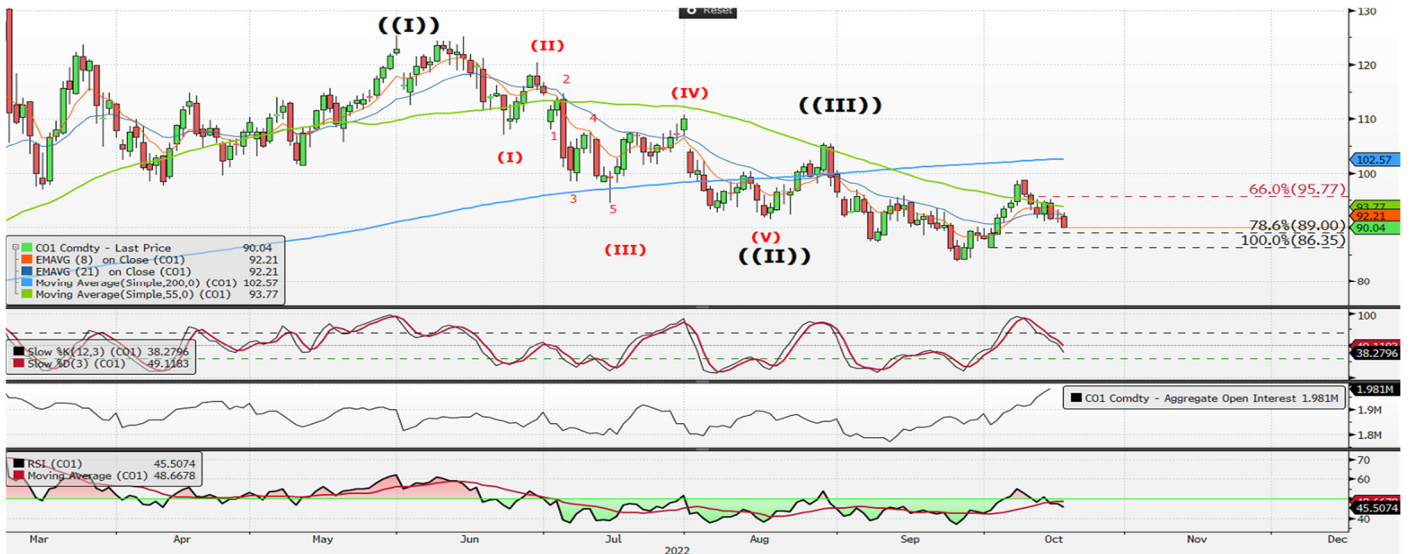 Reset
((I))
(II)
2
(I)
1
4
3
5
(III)
(IV)
(V)
((II))
((III))
130
120
110
100
80
102.57
93.77
92.21
90.04
66.0%(95.77)
78.6%(89.00)
100.0%(86.35)
CO1 Comdty - Last Price 90.04
EMAVG (8) on Close (CO1) 92.21
EMAVG (21) on Close (CO1) 92.21
Moving Average(Simple,200,0) (CO1) 102.57
Moving Average(Simple,55,0) (CO1) 93.77
100
49.1183
38.2796
Slow %K(12,3) (CO1) 38.2796
Slow %D(3) (CO1) 49.1183
CO1 Comdty - Aggregate Open Interest 1.981M
1.981M
1.9M
1.8M
RSI (CO1) 45.5074
Moving Average (CO1) 48.6678
70
60
48.6678
45.5074
40
Mar Apr May Jun Jul Aug Sep Oct Nov Dec
2022